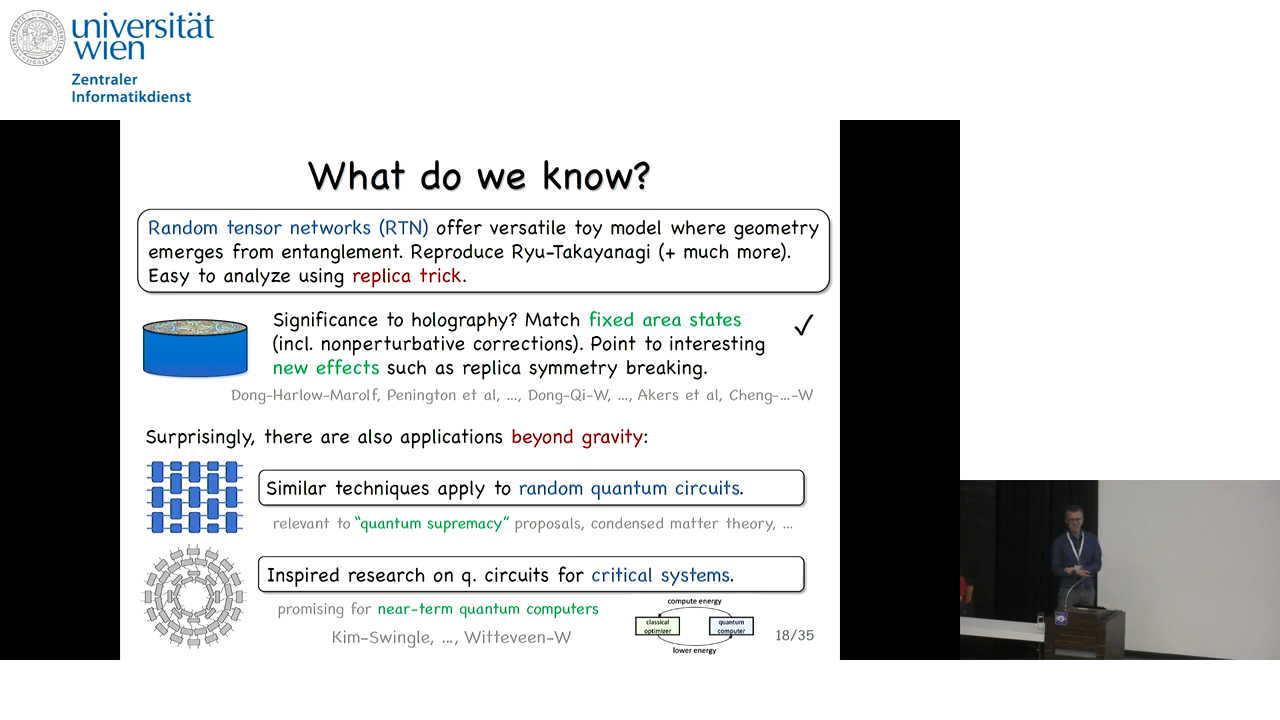 universität
wien
Zentraler
Informatikdienst
What do we know?
Random tensor networks (RTN) offer versatile toy model where geometry
emerges from entanglement. Reproduce Ryu-Takayanagi (+ much more).
Easy to analyze using replica trick.
Significance to holography? Match fixed area states ✓
(incl. nonperturbative corrections). Point to interesting
new effects such as replica symmetry breaking.
Dong-Harlow-Marolf, Penington et al, ..., Dong-Qi-W, ..., Akers et al, Cheng-...-W
Surprisingly, there are also applications beyond gravity:
Similar techniques apply to random quantum circuits.
relevant to "quantum supremacy" proposals, condensed matter theory, ...
Inspired research on q. circuits for critical systems.
promising for near-term quantum computers
Kim-Swingle, ..., Witteveen-W
compute energy
classical
optimizer
quantum
computer
lower energy
18/35